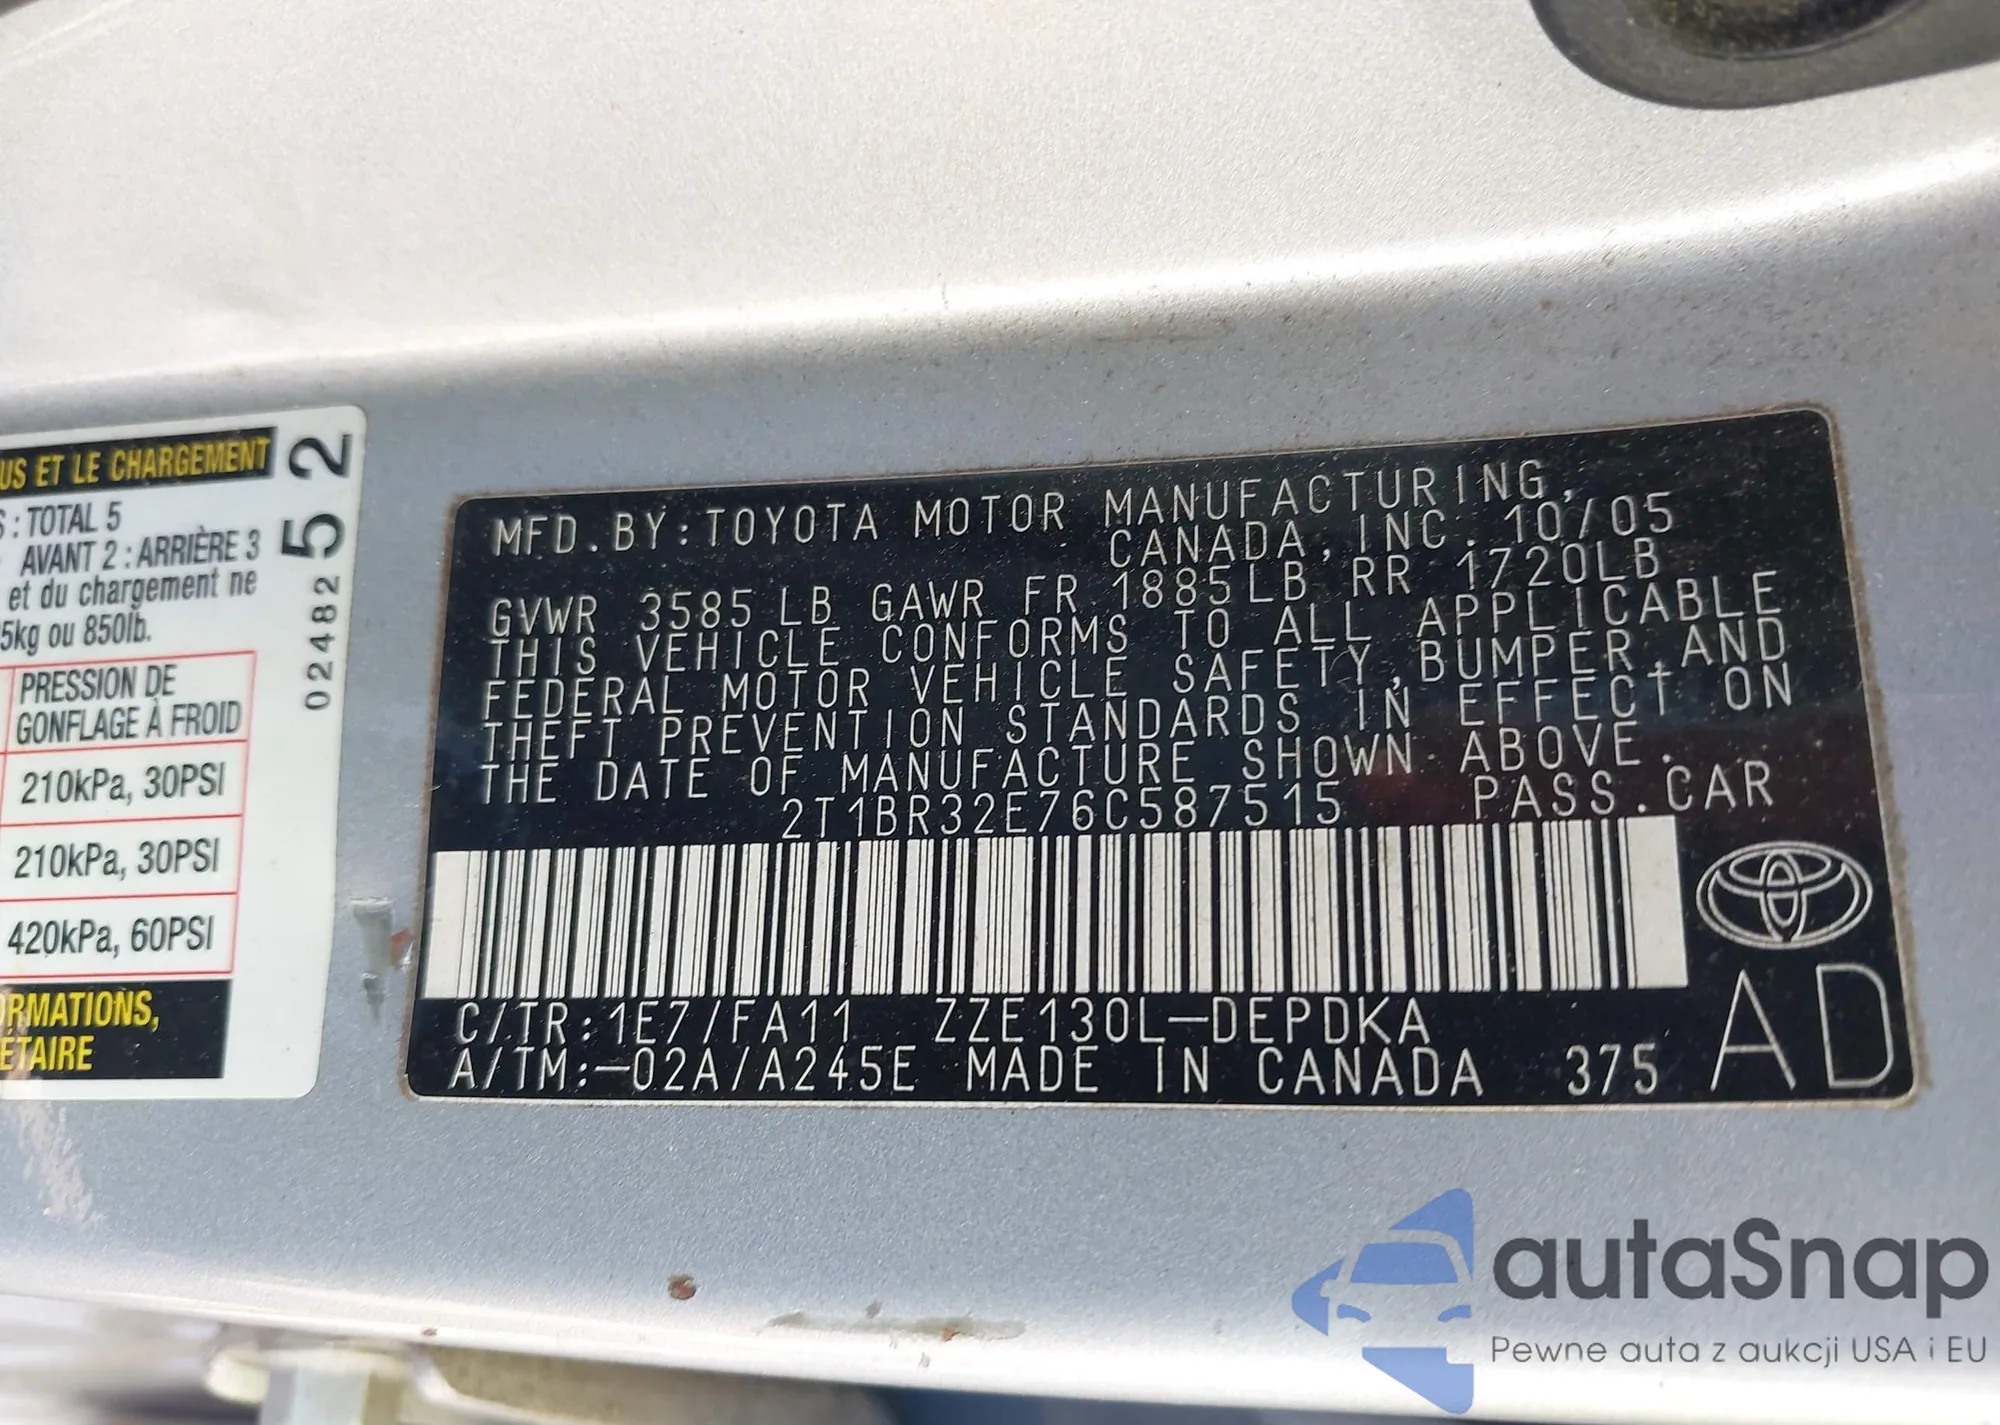 US ET LE CHARGEMENT
S : TOTAL 5
AVANT 2 : ARRIÈRE 3
et du chargement ne
5kg ou 850lb.
PRESSION DE
GONFLAGE À FROID
210kPa, 30PSI
210kPa, 30PSI
420kPa, 60PSI
ORMATIONS,
ÉTAIRE
02482 52
MFD. BY: TOYOTA MOTOR MANUFACTURING,
CANADA, INC. 10/05
GVWR 3585 LB GAWR FR 1885LB RR 1720LB
THIS VEHICLE CONFORMS TO ALL APPLICABLE
FEDERAL MOTOR VEHICLE SAFETY, BUMPER, AND
THEFT PREVENTION STANDARDS IN EFFECT ON
THE DATE OF MANUFACTURE SHOWN ABOVE.
2T1BR32E76C587515 PASS. CAR
C/TR: 1E7/FA11 ZZE130L-DEPDKA
A/TM:-02A/A245E MADE IN CANADA 375
AD
autaSnap
Pewne auta z aukcji USA i EU